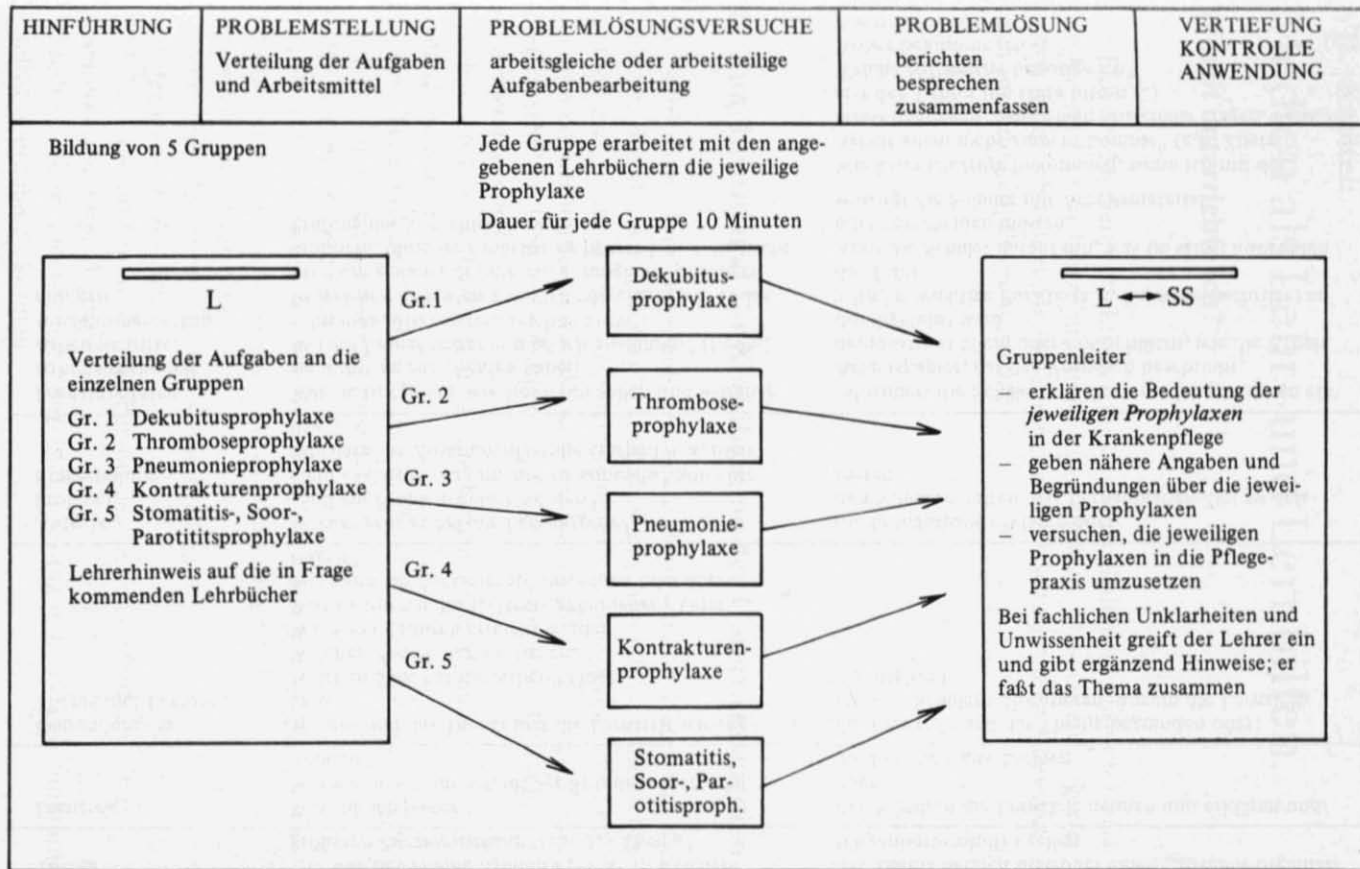 HINFÜHRUNG
PROBLEMSTELLUNG
Verteilung der Aufgaben
und Arbeitsmittel
PROBLEMLÖSUNGSVERSUCHE
arbeitsgleiche oder arbeitsteilige
Aufgabenbearbeitung
PROBLEMLÖSUNG
berichten
besprechen
zusammenfassen
VERTIEFUNG
KONTROLLE
ANWENDUNG
Bildung von 5 Gruppen
Jede Gruppe erarbeitet mit den ange-
gebenen Lehrbüchern die jeweilige
Prophylaxe
Dauer für jede Gruppe 10 Minuten
L
Verteilung der Aufgaben an die
einzelnen Gruppen
Gr. 1 Dekubitusprophylaxe
Gr. 2 Thromboseprophylaxe
Gr. 3 Pneumonieprophylaxe
Gr. 4 Kontrakturenprophylaxe
Gr. 5 Stomatitis-, Soor-,
Parotititsprophylaxe
Lehrerhinweis auf die in Frage
kommenden Lehrbücher
Gr. 1
Gr. 2
Gr. 3
Gr. 4
Gr. 5
Dekubitus-
prophylaxe
Thrombose-
prophylaxe
Pneumonie-
prophylaxe
Kontrakturen-
prophylaxe
Stomatitis,
Soor-, Par-
otitisproph.
L SS
Gruppenleiter
– erklären die Bedeutung der
jeweiligen Prophylaxen
in der Krankenpflege
– geben nähere Angaben und
Begründungen über die jewei-
ligen Prophylaxen
– versuchen, die jeweiligen
Prophylaxen in die Pflege-
praxis umzusetzen
Bei fachlichen Unklarheiten und
Unwissenheit greift der Lehrer ein
und gibt ergänzend Hinweise; er
faßt das Thema zusammen